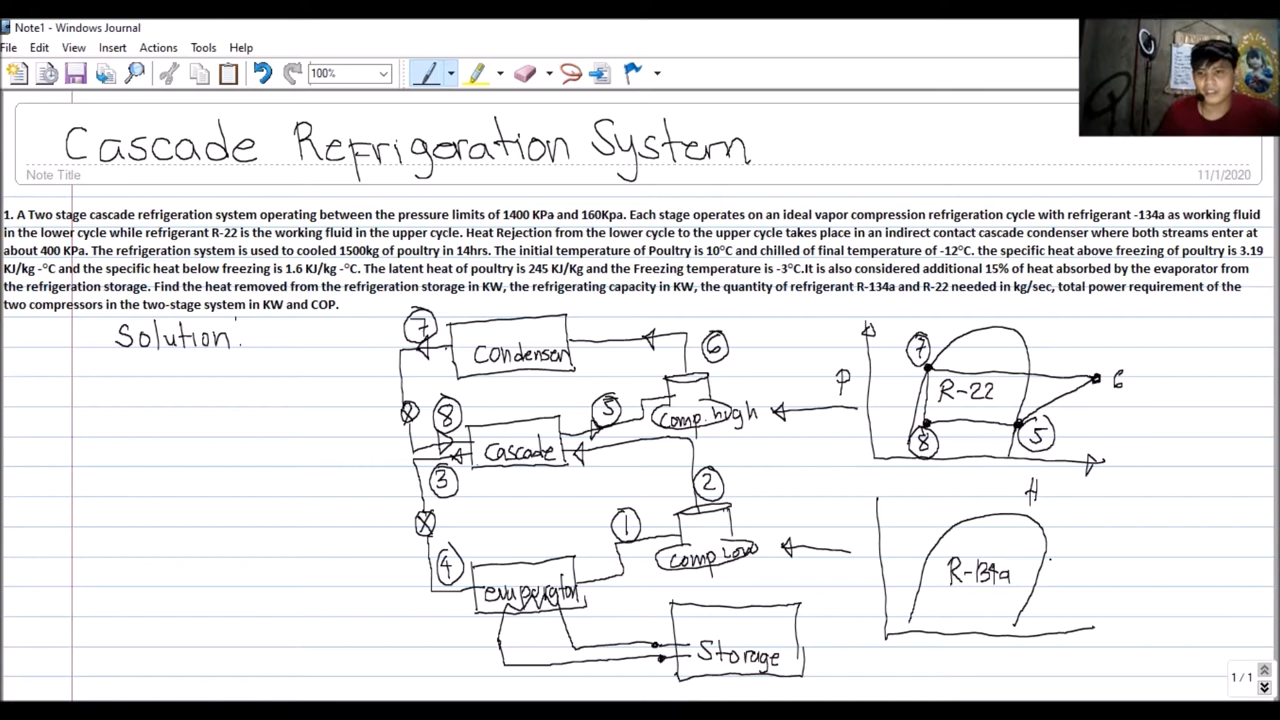 Note1 - Windows Journal
File Edit View Insert Actions Tools Help
100%
Cascade Refrigeration System
Note Title
11/1/2020
1. A Two stage cascade refrigeration system operating between the pressure limits of 1400 KPa and 160Kpa. Each stage operates on an ideal vapor compression refrigeration cycle with refrigerant -134a as working fluid
in the lower cycle while refrigerant R-22 is the working fluid in the upper cycle. Heat Rejection from the lower cycle to the upper cycle takes place in an indirect contact cascade condenser where both streams enter at
about 400 KPa. The refrigeration system is used to cooled 1500kg of poultry in 14hrs. The initial temperature of Poultry is 10°C and chilled of final temperature of -12°C. the specific heat above freezing of poultry is 3.19
KJ/kg -°C and the specific heat below freezing is 1.6 KJ/kg -°C. The latent heat of poultry is 245 KJ/Kg and the Freezing temperature is -3°C.It is also considered additional 15% of heat absorbed by the evaporator from
the refrigeration storage. Find the heat removed from the refrigeration storage in KW, the refrigerating capacity in KW, the quantity of refrigerant R-134a and R-22 needed in kg/sec, total power requirement of the
two compressors in the two-stage system in KW and COP.
Solution:
7
Condenser
6
7
P
R-22
6
8
5
comp. high
cascade
8
5
3
2
H
1
comp. low
4
evaporator
R-134a
Storage
1 / 1